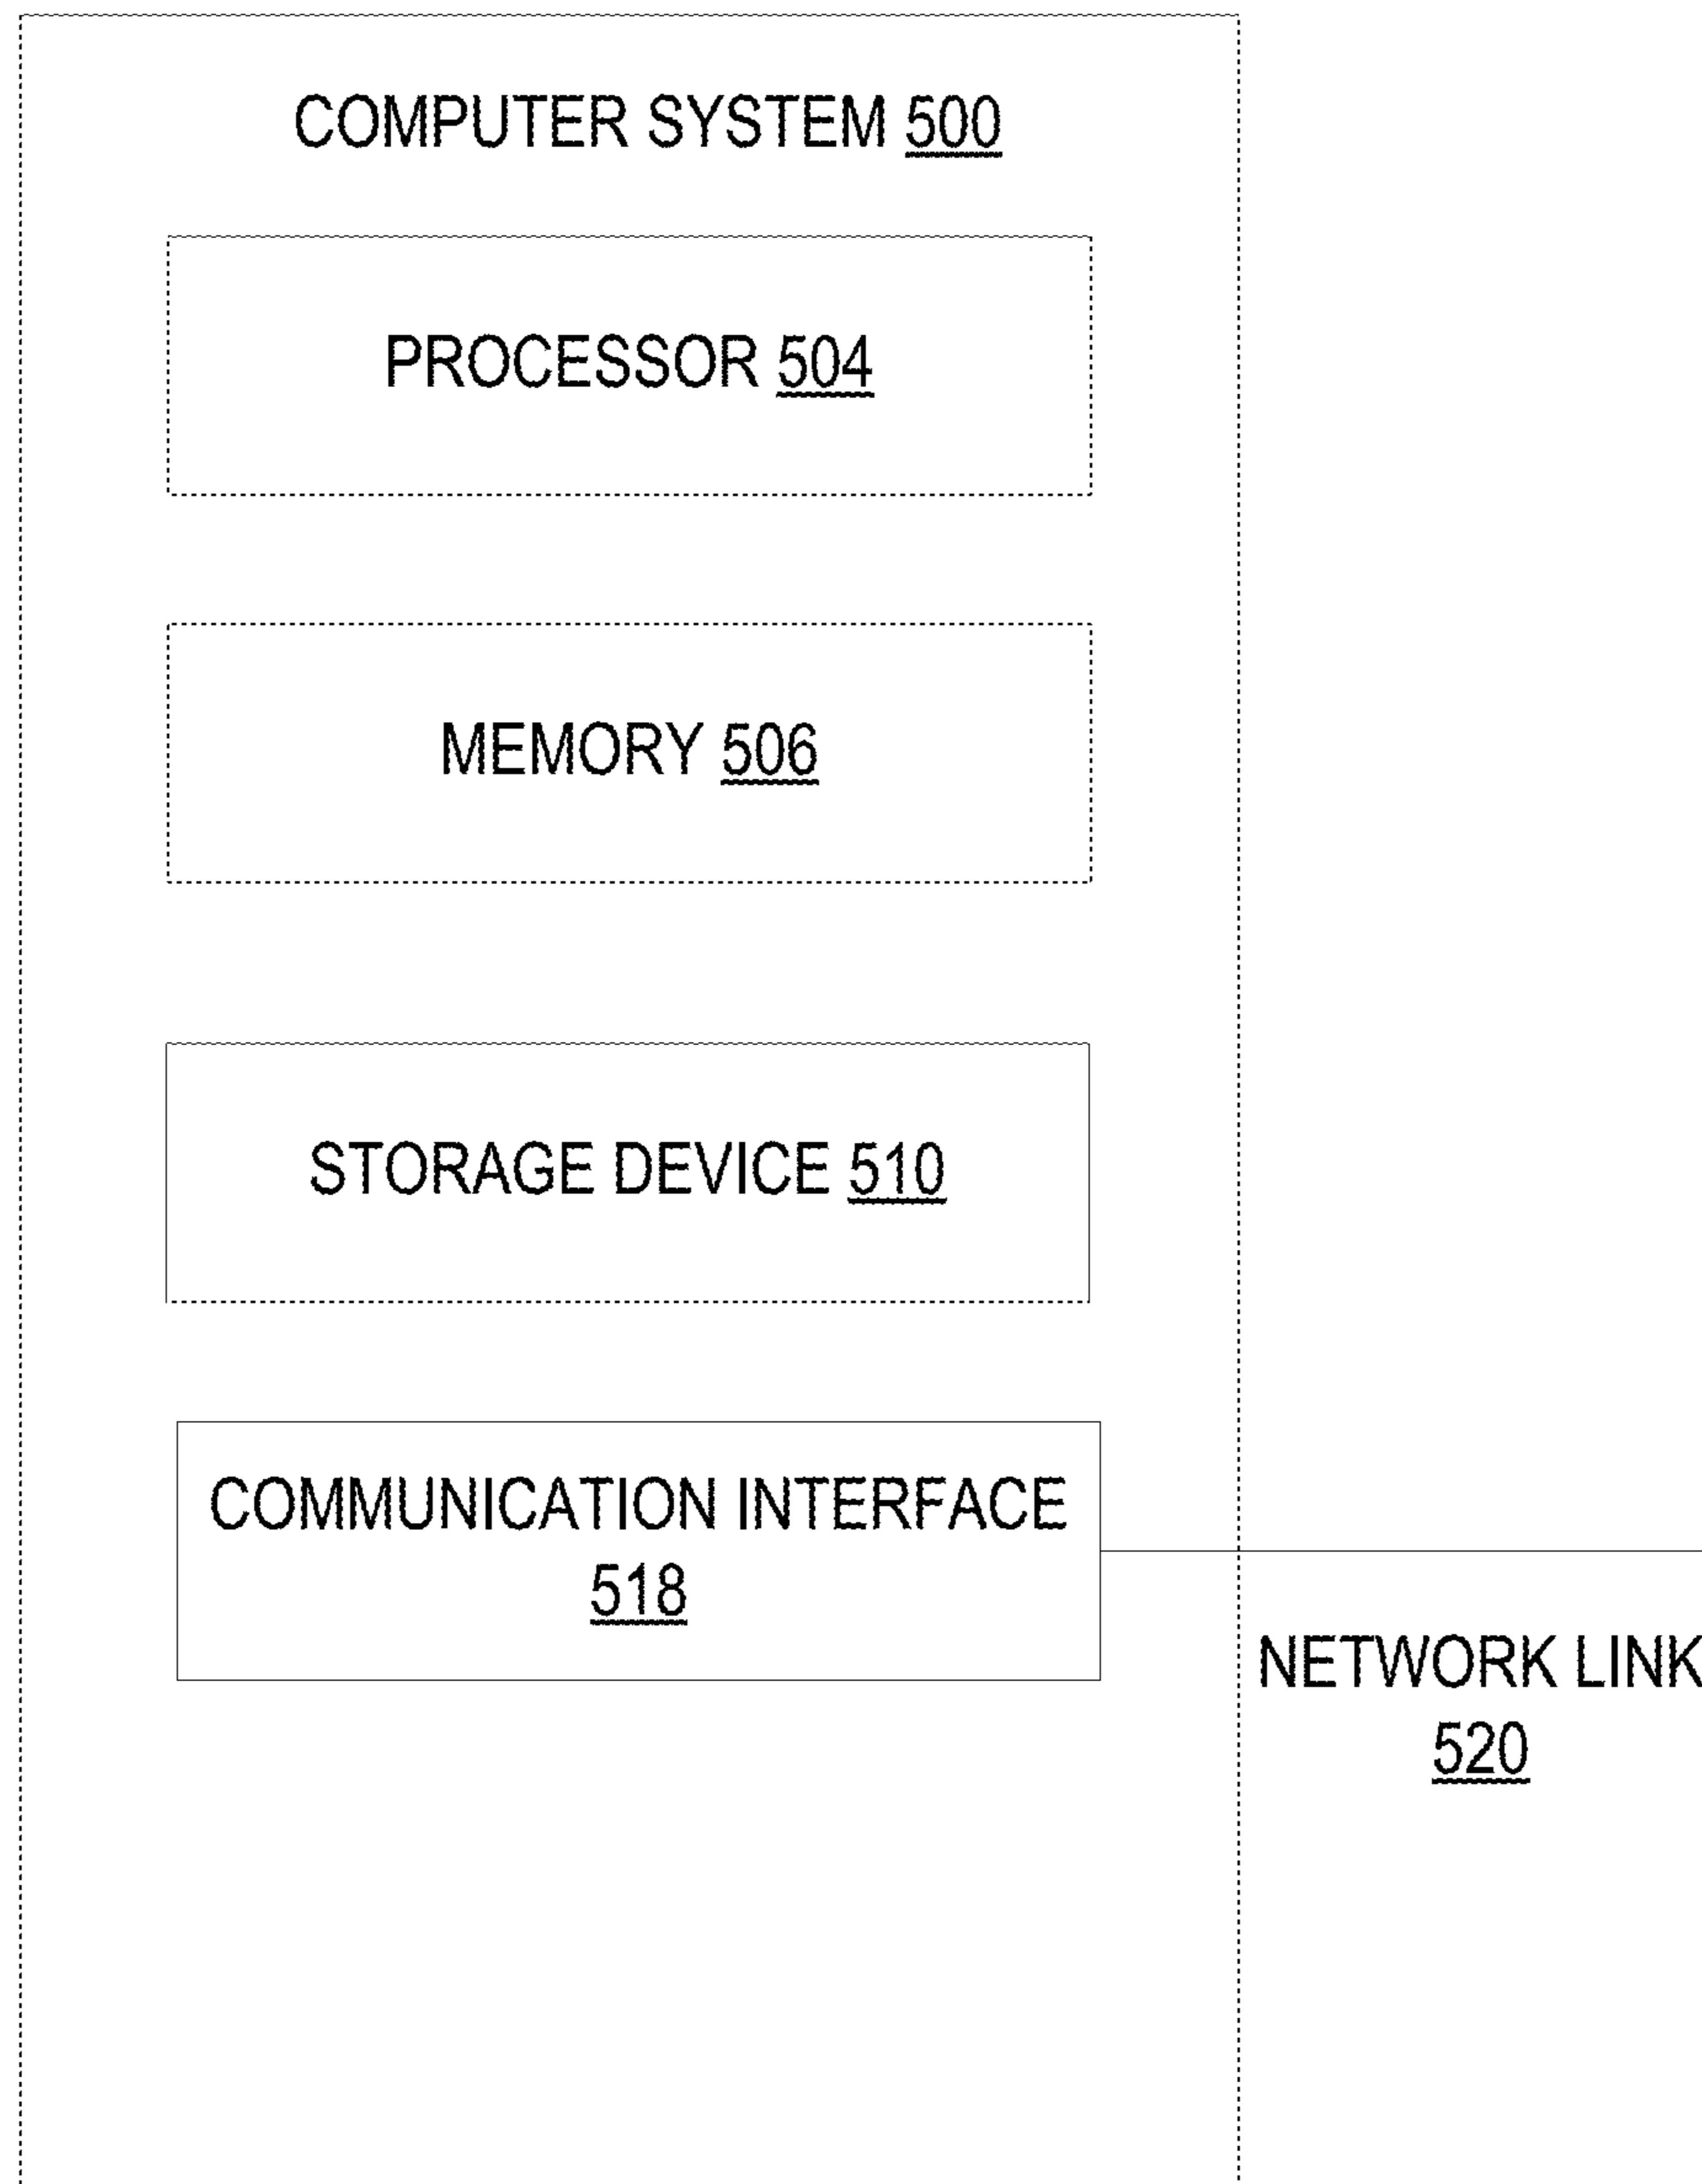 COMPUTER SYSTEM 500
PROCESSOR 504
MEMORY 506
STORAGE DEVICE 510
COMMUNICATION INTERFACE
518
NETWORK LINK
520